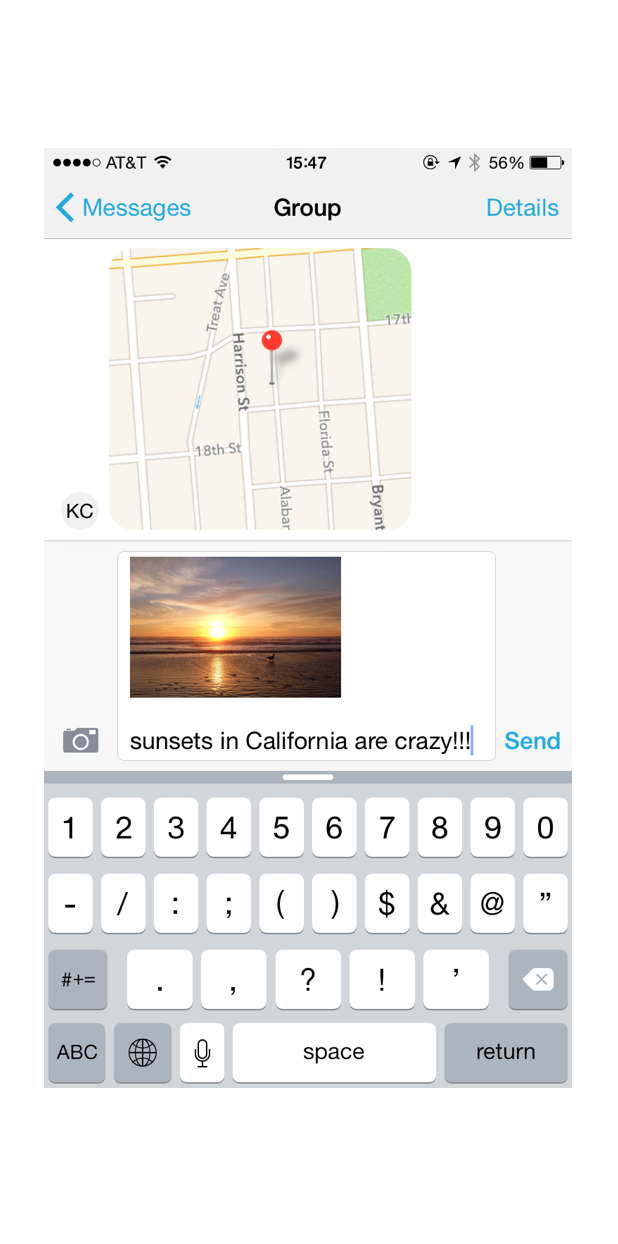 AT&T 15:47 56%
Messages Group Details
Treat Ave
17th
Harrison St
18th St
Florida St
Alabar
Bryant
KC
sunsets in California are crazy!!!
Send
1 2 3 4 5 6 7 8 9 0
- / : ; ( ) $ & @ "
#+= . , ? ! '
ABC space return